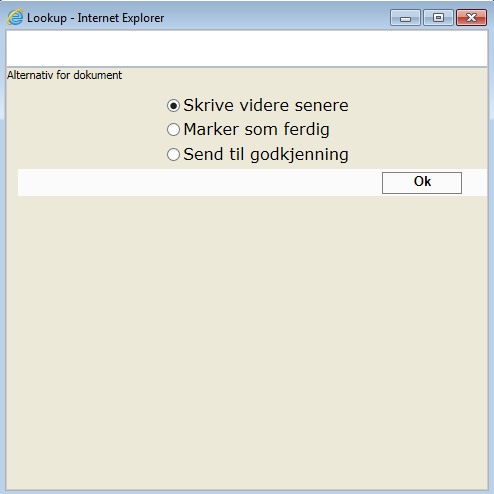 Lookup - Internet Explorer
Alternativ for dokument
Skrive videre senere
Marker som ferdig
Send til godkjenning
Ok